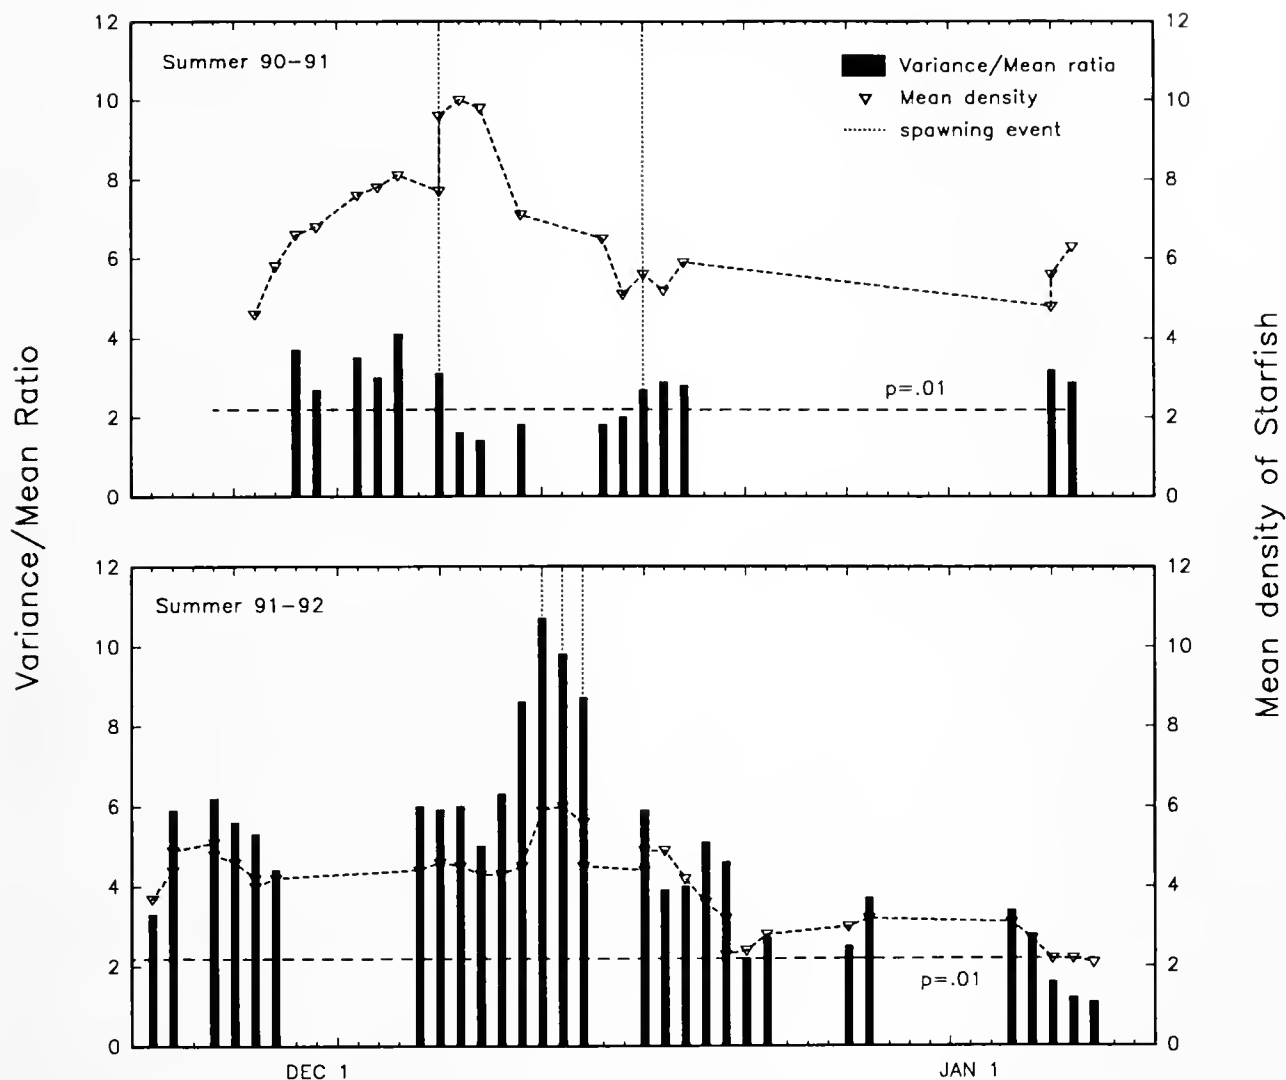 Variance/Mean Ratio
Mean density of Starfish
Summer 90-91
Variance/Mean ratio
Mean density
spawning event
p=.01
12
10
8
6
4
2
0
12
10
8
6
4
2
0
Summer 91-92
p=.01
12
10
8
6
4
2
0
12
10
8
6
4
2
0
DEC 1
JAN 1